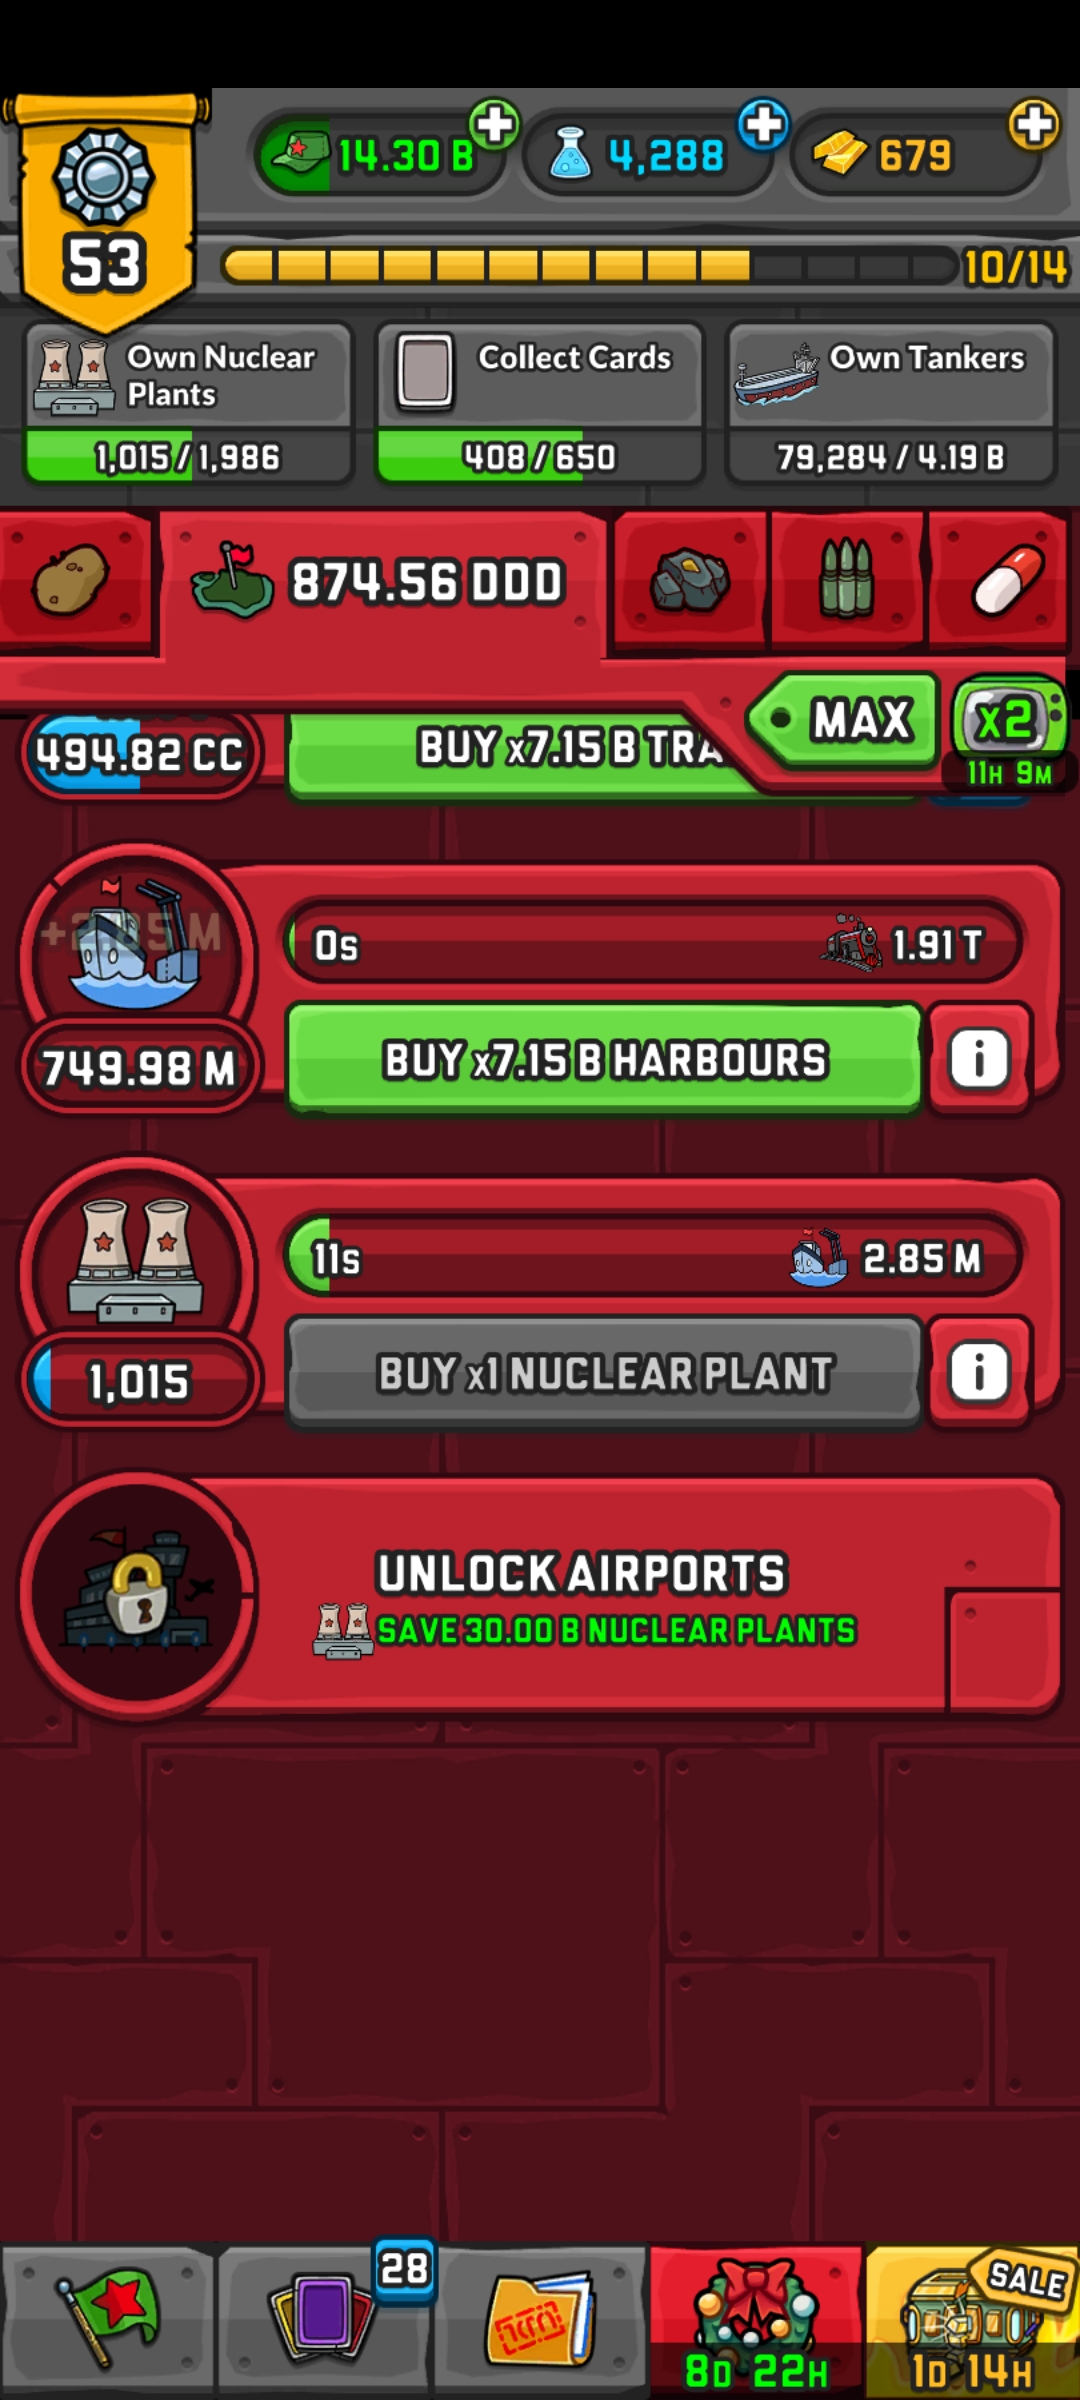 14.30 B
4,288
679
53
10/14
Own Nuclear
Plants
1,015 / 1,986
Collect Cards
408 / 650
Own Tankers
79,284 / 4.19 B
874.56 DDD
MAX
x2
11H 9M
494.82 CC
BUY x7.15 B TRA
+2.85 M
0s
1.91 T
749.98 M
BUY x7.15 B HARBOURS
i
11s
2.85 M
1,015
BUY x1 NUCLEAR PLANT
i
UNLOCK AIRPORTS
SAVE 30.00 B NUCLEAR PLANTS
28
SALE
8D 22H
1D 14H